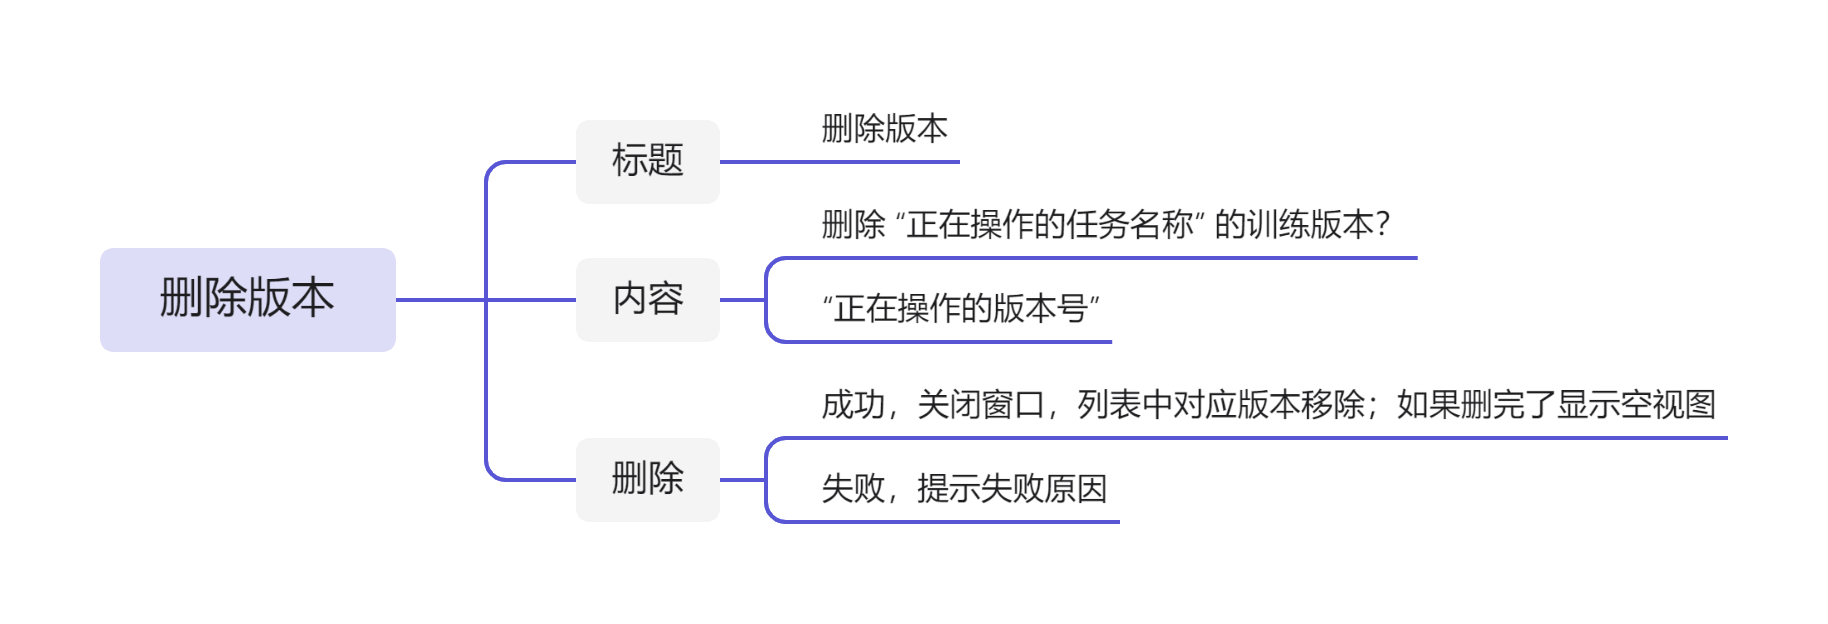 删除版本
标题
删除版本
内容
删除 “正在操作的任务名称” 的训练版本？
“正在操作的版本号”
删除
成功，关闭窗口，列表中对应版本移除；如果删完了显示空视图
失败，提示失败原因